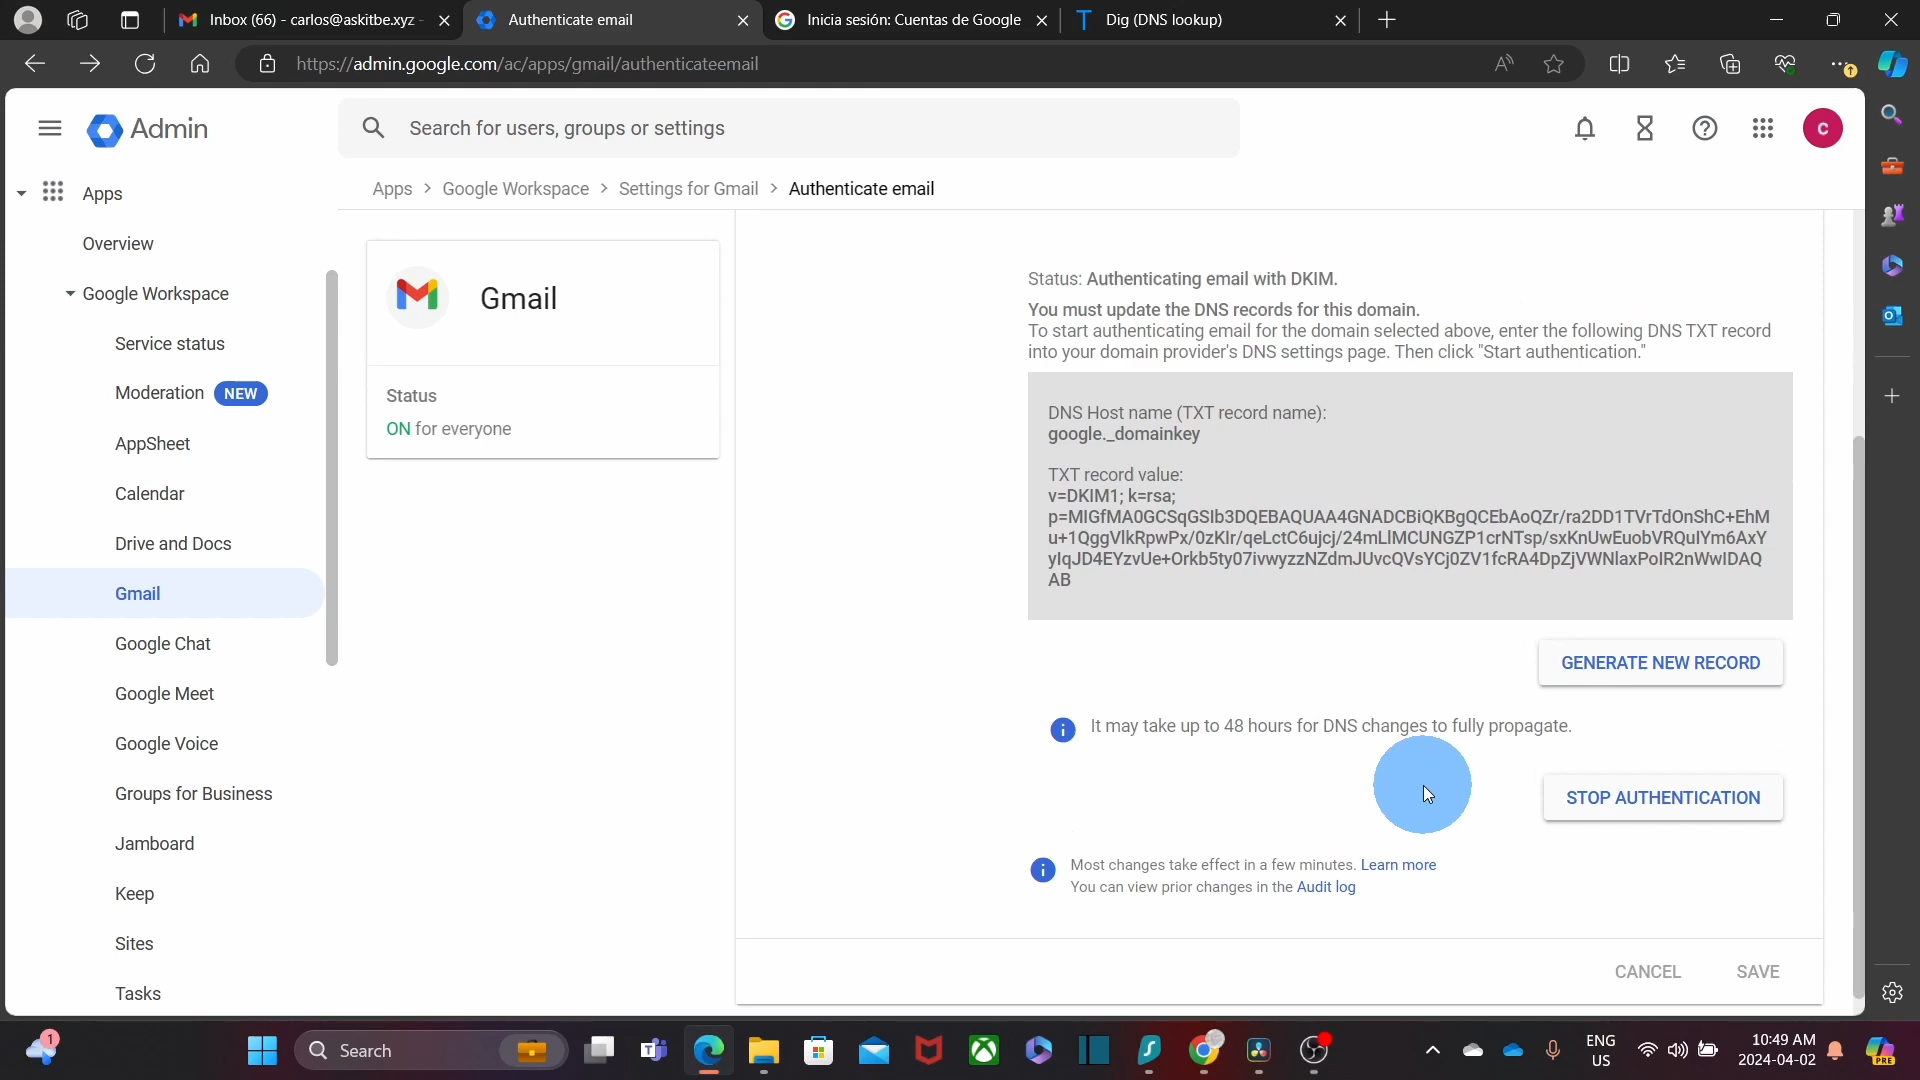 Inbox (66) - carlos@askitbe.xyz -
Authenticate email
Inicia sesión: Cuentas de Google
Dig (DNS lookup)
https://admin.google.com/ac/apps/gmail/authenticateemail
Admin
Search for users, groups or settings
C
Apps
Overview
Google Workspace
Service status
Moderation NEW
AppSheet
Calendar
Drive and Docs
Gmail
Google Chat
Google Meet
Google Voice
Groups for Business
Jamboard
Keep
Sites
Tasks
Apps > Google Workspace > Settings for Gmail > Authenticate email
Gmail
Status
ON for everyone
Status: Authenticating email with DKIM.
You must update the DNS records for this domain.
To start authenticating email for the domain selected above, enter the following DNS TXT record
into your domain provider's DNS settings page. Then click "Start authentication."
DNS Host name (TXT record name):
google._domainkey
TXT record value:
v=DKIM1; k=rsa;
p=MIGfMA0GCSqGSIb3DQEBAQUAA4GNADCBiQKBgQCEbAoQZr/ra2DD1TVrTdOnShC+EhM
u+1QggVlkRpwPx/0zKIr/qeLctC6ujcj/24mLlMCUNGZP1crNTsp/sxKnUwEuobVRQuIYm6AxY
yIqJD4EYzvUe+Orkb5ty07ivwyzzNZdmJUvcQVsYCj0ZV1fcRA4DpZjVWNlaxPolR2nWwIDAQ
AB
GENERATE NEW RECORD
It may take up to 48 hours for DNS changes to fully propagate.
STOP AUTHENTICATION
Most changes take effect in a few minutes. Learn more
You can view prior changes in the Audit log
CANCEL SAVE
1
Search
ENG
US
10:49 AM
2024-04-02
PRE